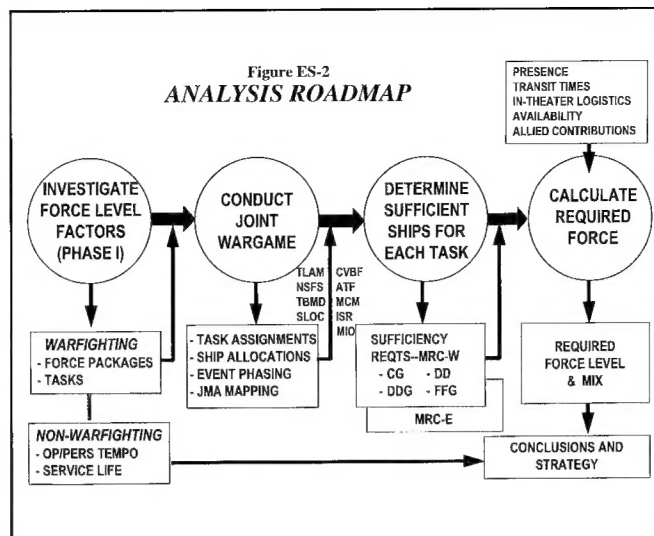 Figure ES-2
ANALYSIS ROADMAP
PRESENCE
TRANSIT TIMES
IN-THEATER LOGISTICS
AVAILABILITY
ALLIED CONTRIBUTIONS
INVESTIGATE
FORCE LEVEL
FACTORS
(PHASE I)
CONDUCT
JOINT
WARGAME
DETERMINE
SUFFICIENT
SHIPS FOR
EACH TASK
CALCULATE
REQUIRED
FORCE
TLAM CVBF
NSFS ATF
TBMD MCM
SLOC ISR
MIO
WARFIGHTING
- FORCE PACKAGES
- TASKS
- TASK ASSIGNMENTS
- SHIP ALLOCATIONS
- EVENT PHASING
- JMA MAPPING
SUFFICIENCY
REQTS--MRC-W
- CG - DD
- DDG - FFG
MRC-E
REQUIRED
FORCE LEVEL
& MIX
NON-WARFIGHTING
- OP/PERS TEMPO
- SERVICE LIFE
CONCLUSIONS AND
STRATEGY